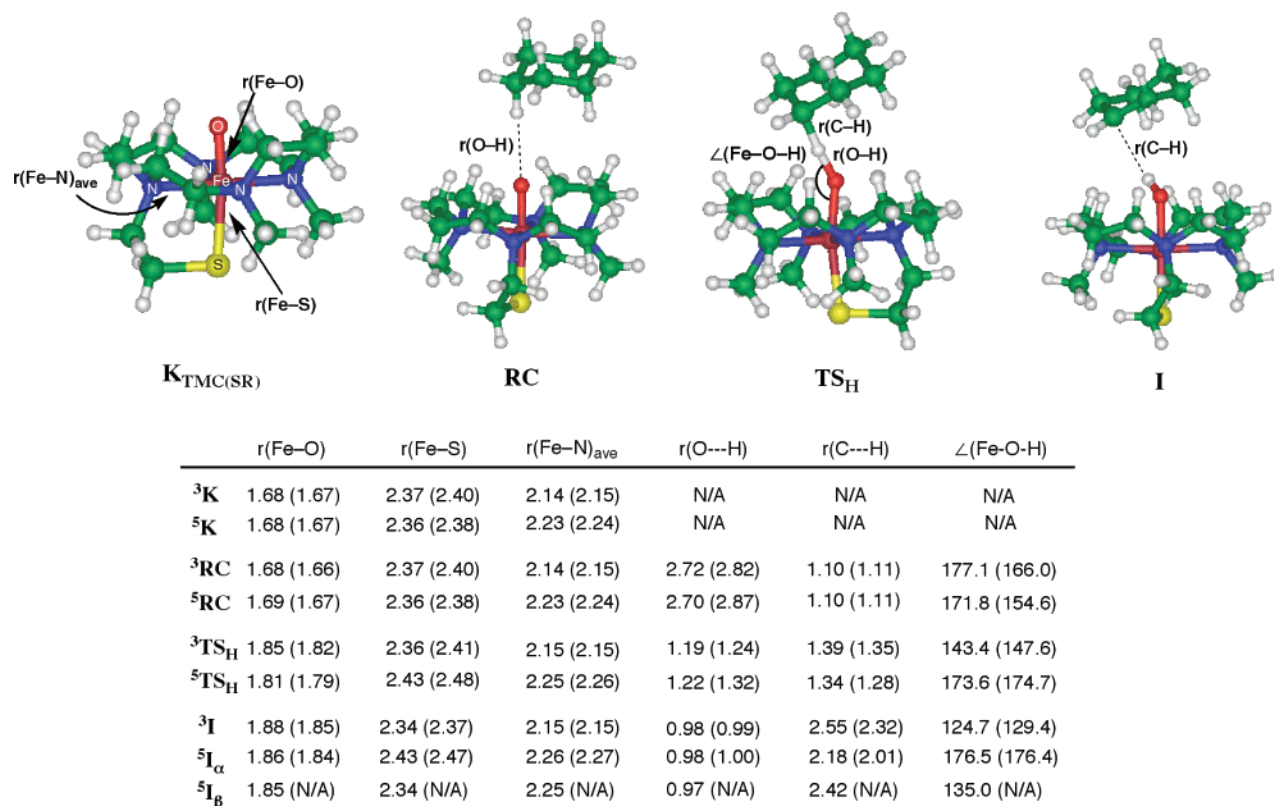 r(Fe–O)
O
r(C–H)
r(O–H)
∠(Fe–O–H)
r(O–H)
r(C–H)
r(Fe–N)ave
N
N
Fe
N
N
S
r(Fe–S)
K_TMC(SR)
RC
TS_H
I
r(Fe–O) r(Fe–S) r(Fe–N)ave r(O---H) r(C---H) ∠(Fe-O-H)
³K 1.68 (1.67) 2.37 (2.40) 2.14 (2.15) N/A N/A N/A
⁵K 1.68 (1.67) 2.36 (2.38) 2.23 (2.24) N/A N/A N/A
³RC 1.68 (1.66) 2.37 (2.40) 2.14 (2.15) 2.72 (2.82) 1.10 (1.11) 177.1 (166.0)
⁵RC 1.69 (1.67) 2.36 (2.38) 2.23 (2.24) 2.70 (2.87) 1.10 (1.11) 171.8 (154.6)
³TS_H 1.85 (1.82) 2.36 (2.41) 2.15 (2.15) 1.19 (1.24) 1.39 (1.35) 143.4 (147.6)
⁵TS_H 1.81 (1.79) 2.43 (2.48) 2.25 (2.26) 1.22 (1.32) 1.34 (1.28) 173.6 (174.7)
³I 1.88 (1.85) 2.34 (2.37) 2.15 (2.15) 0.98 (0.99) 2.55 (2.32) 124.7 (129.4)
⁵I_α 1.86 (1.84) 2.43 (2.47) 2.26 (2.27) 0.98 (1.00) 2.18 (2.01) 176.5 (176.4)
⁵I_β 1.85 (N/A) 2.34 (N/A) 2.25 (N/A) 0.97 (N/A) 2.42 (N/A) 135.0 (N/A)